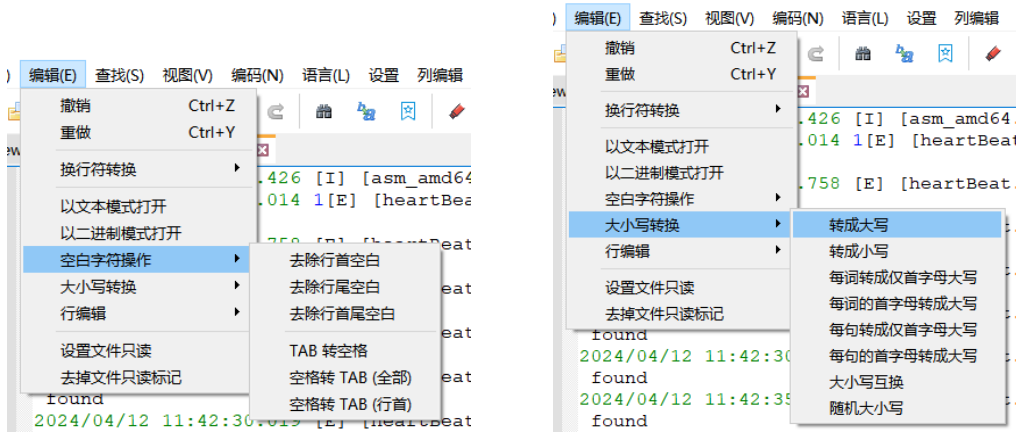 ) 编辑(E) 查找(S) 视图(V) 编码(N) 语言(L) 设置 列编辑
撤销 Ctrl+Z
重做 Ctrl+Y
换行符转换
以文本模式打开
以二进制模式打开
空白字符操作
大小写转换
行编辑
设置文件只读
去掉文件只读标记
去除行首空白
去除行尾空白
去除行首尾空白
TAB 转空格
空格转 TAB (全部)
空格转 TAB (行首)
ew
.426 [I] [asm_amd64
.014 1[E] [heartBea
eat
eat
eat
found
2024/04/12 11:42:30.019 [E] [heartBeat
) 编辑(E) 查找(S) 视图(V) 编码(N) 语言(L) 设置 列编辑
撤销 Ctrl+Z
重做 Ctrl+Y
换行符转换
以文本模式打开
以二进制模式打开
空白字符操作
大小写转换
行编辑
设置文件只读
去掉文件只读标记
转成大写
转成小写
每词转成仅首字母大写
每词的首字母转成大写
每句转成仅首字母大写
每句的首字母转成大写
大小写互换
随机大小写
ew
.426 [I] [asm_amd64.
.014 1[E] [heartBeat
.758 [E] [heartBeat.
found
2024/04/12 11:42:30
found
2024/04/12 11:42:35
found